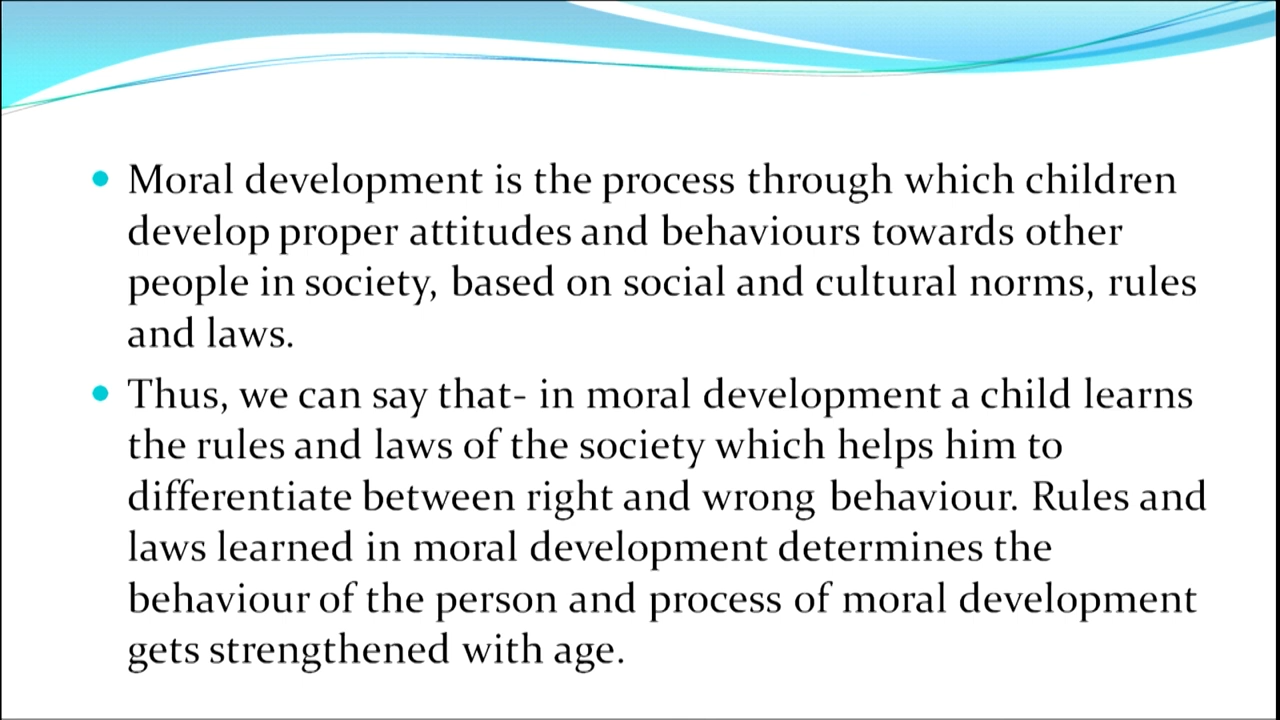 • Moral development is the process through which children
develop proper attitudes and behaviours towards other
people in society, based on social and cultural norms, rules
and laws.
• Thus, we can say that- in moral development a child learns
the rules and laws of the society which helps him to
differentiate between right and wrong behaviour. Rules and
laws learned in moral development determines the
behaviour of the person and process of moral development
gets strengthened with age.